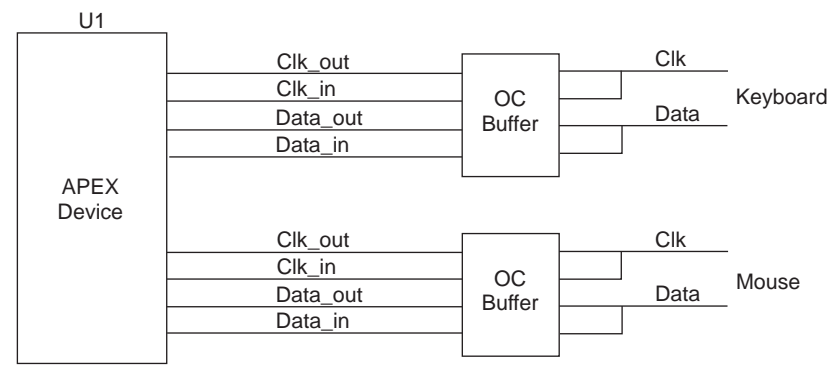 U1
APEX
Device
Clk_out
Clk_in
Data_out
Data_in
OC
Buffer
Clk
Data
Keyboard
Clk_out
Clk_in
Data_out
Data_in
OC
Buffer
Clk
Data
Mouse